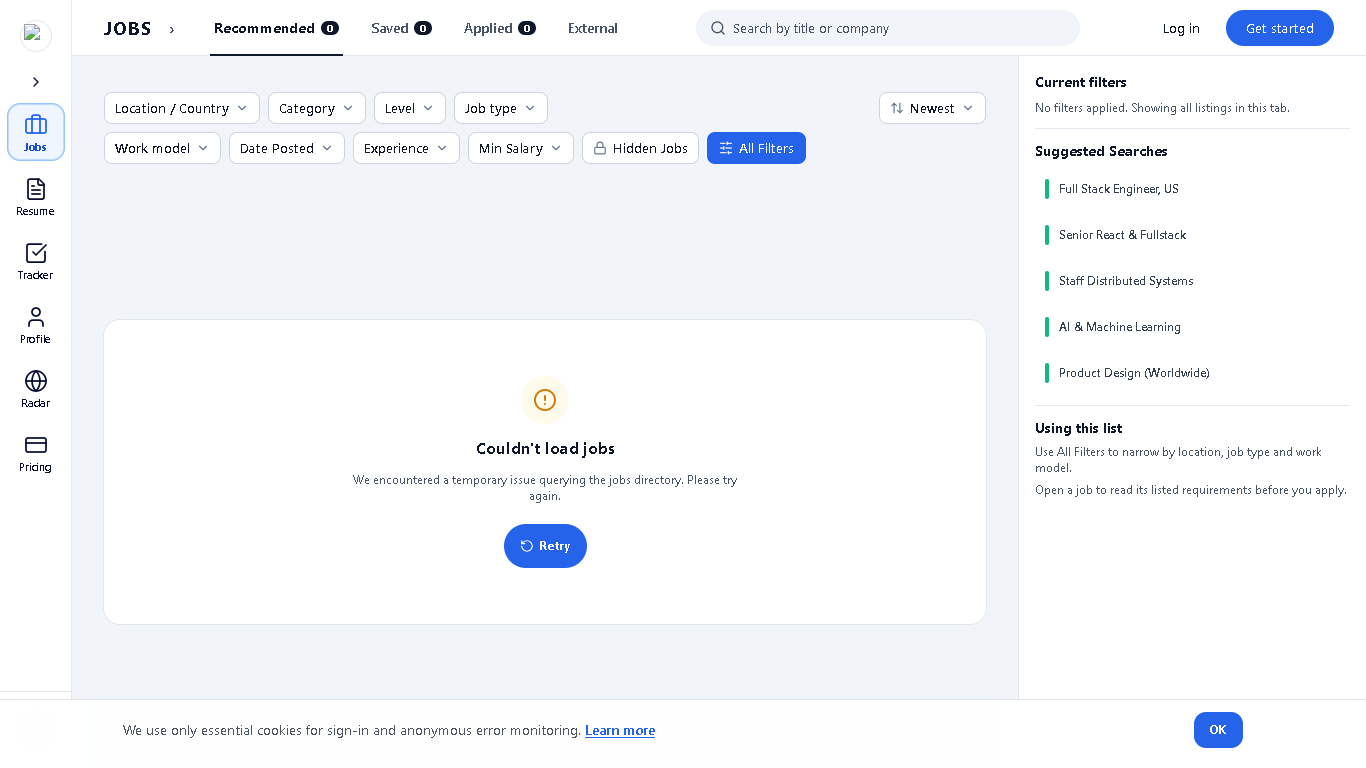 JOBS ›
Recommended 0
Saved 0
Applied 0
External
Search by title or company
Log in
Get started
Jobs
Resume
Tracker
Profile
Radar
Pricing
Location / Country
Category
Level
Job type
Newest
Work model
Date Posted
Experience
Min Salary
Hidden Jobs
All Filters
Couldn't load jobs
We encountered a temporary issue querying the jobs directory. Please try
again.
Retry
Current filters
No filters applied. Showing all listings in this tab.
Suggested Searches
Full Stack Engineer, US
Senior React & Fullstack
Staff Distributed Systems
AI & Machine Learning
Product Design (Worldwide)
Using this list
Use All Filters to narrow by location, job type and work
model.
Open a job to read its listed requirements before you apply.
We use only essential cookies for sign-in and anonymous error monitoring. Learn more
OK